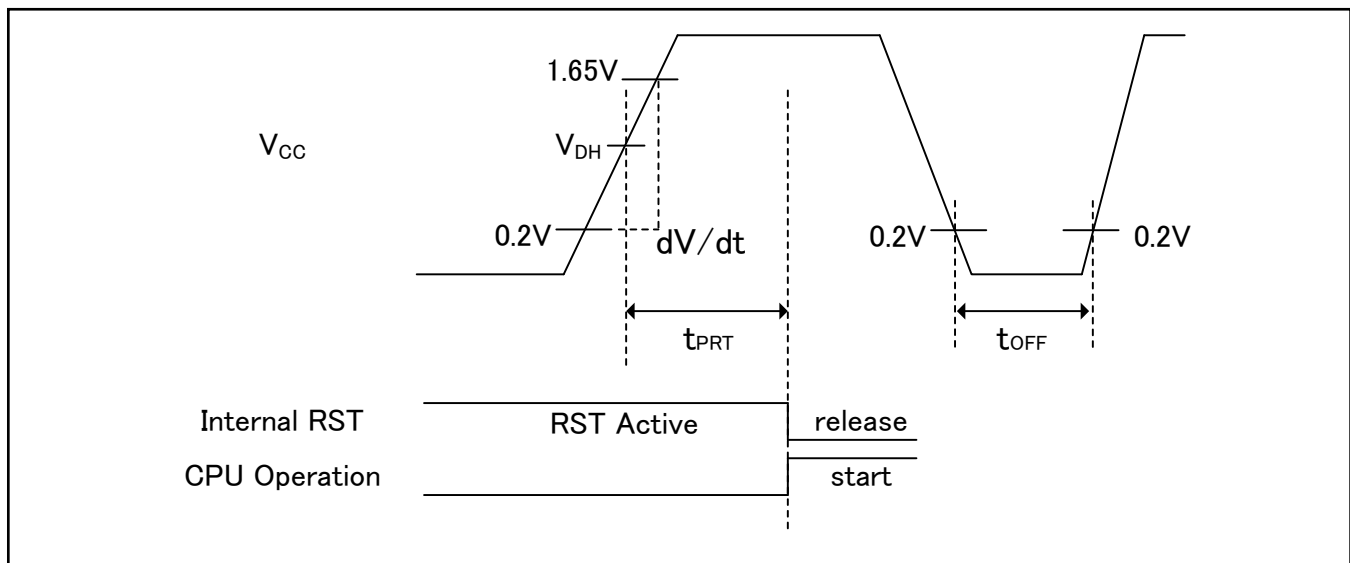 1.65V
VCC
VDH
0.2V
dV/dt
0.2V
0.2V
tPRT
tOFF
Internal RST
RST Active
release
CPU Operation
start